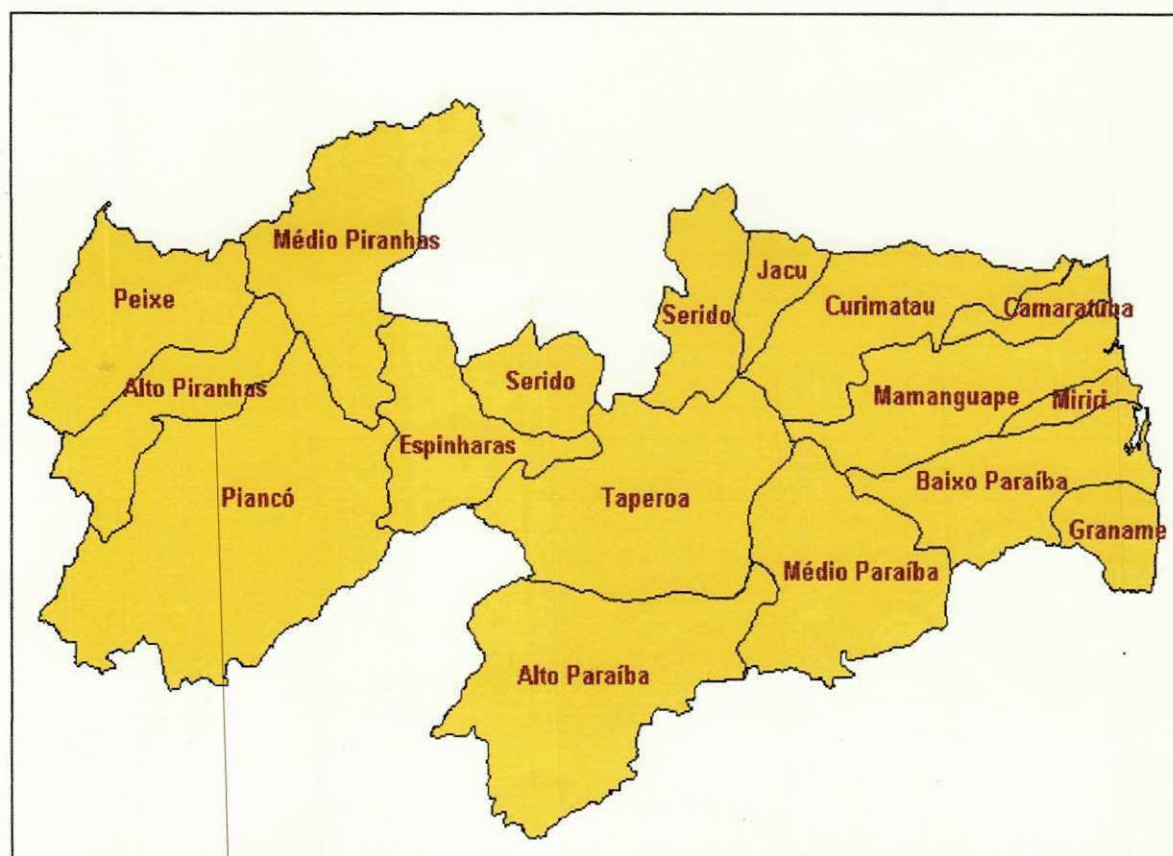 Médio Piranhas
Jacu
Peixe
Serido
Curimatau
Camaratuba
Alto Piranhas
Serido
Mamanguape
Miriri
Espinharas
Piancó
Taperoa
Baixo Paraíba
Graname
Médio Paraíba
Alto Paraíba